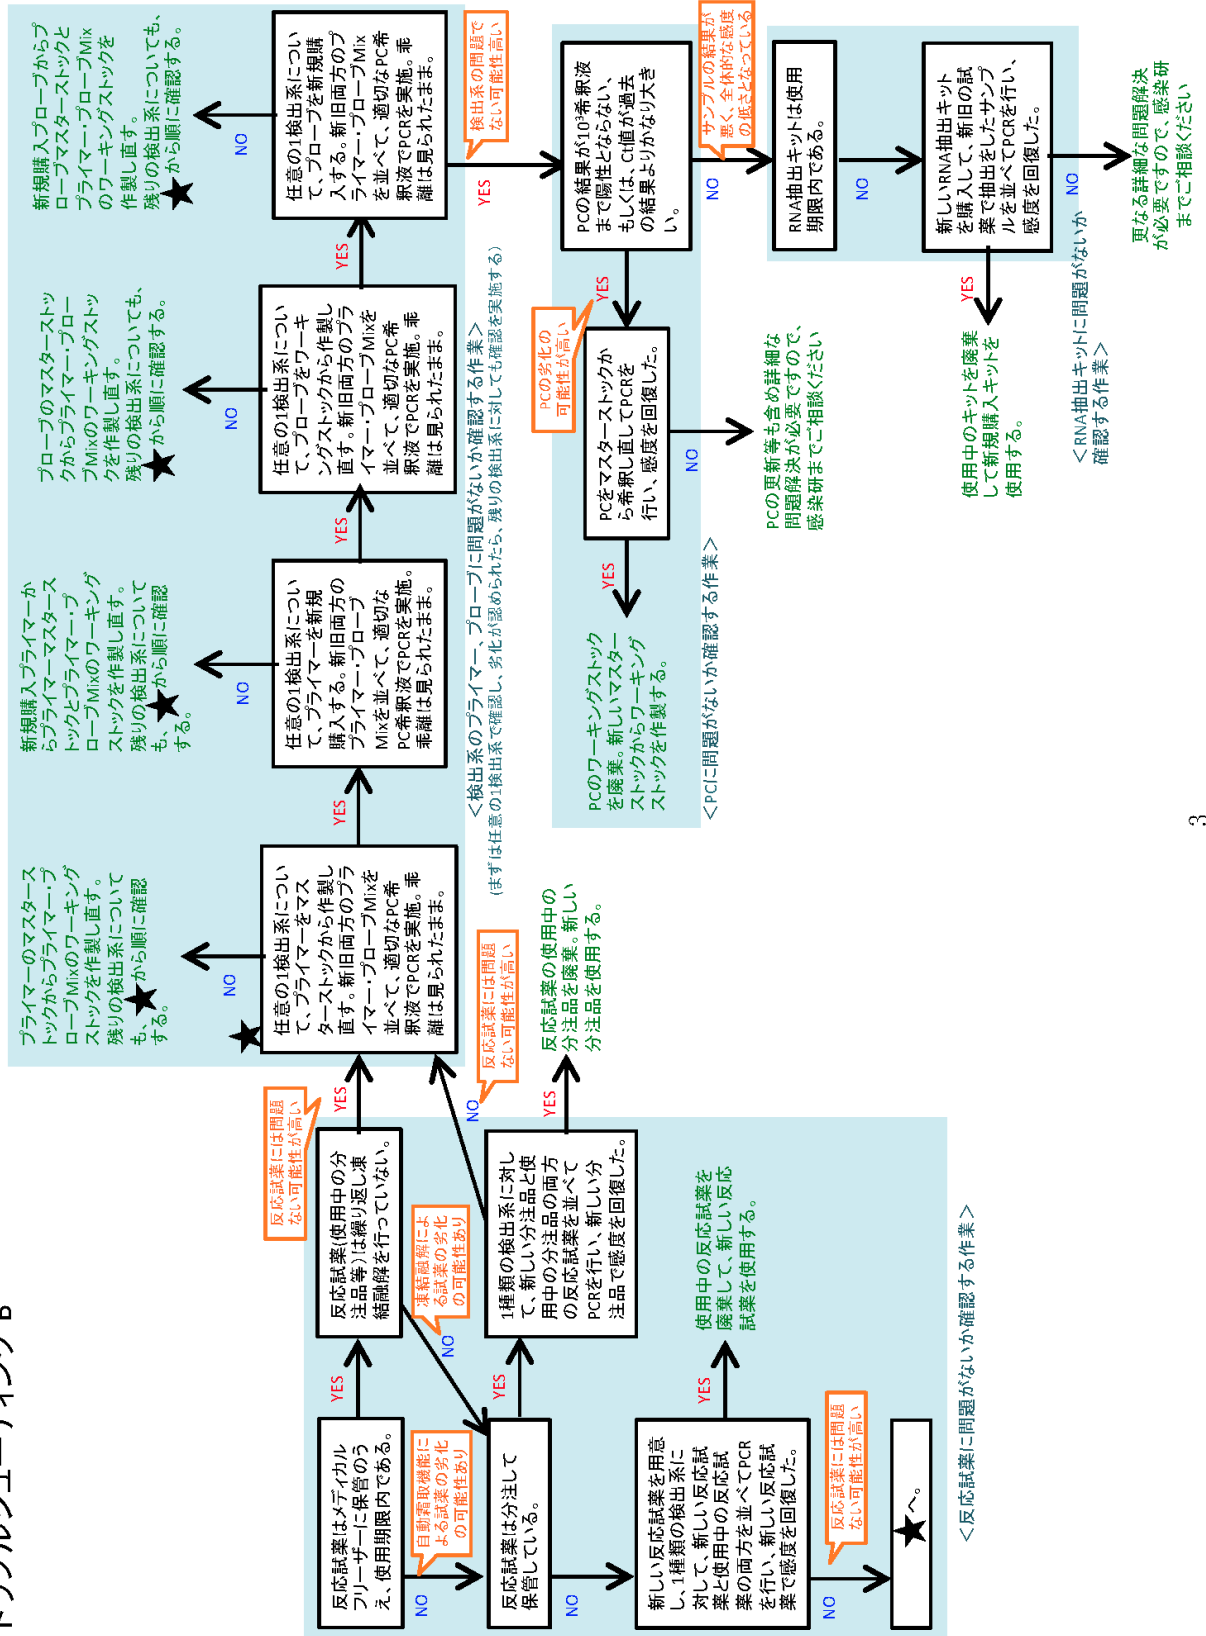 トラブルシューティング B
反応試薬はメディカル
フリーザーに保管のう
え、使用期限内である。
YES
NO
自動霜取機能に
よる試薬の劣化
の可能性あり
反応試薬(使用中の分
注品等)は繰り返し凍
結融解を行っていない。
反応試薬には問題
ない可能性が高い
YES
NO
凍結融解によ
る試薬の劣化
の可能性あり
反応試薬は分注して
保管している。
YES
NO
1種類の検出系に対し
て、新しい分注品と使
用中の分注品の両方
の反応試薬を並べて
PCRを行い、新しい分
注品で感度を回復した。
NO
反応試薬には問題
ない可能性が高い
YES
反応試薬の使用中の
分注品を廃棄。新しい
分注品を使用する。
新しい反応試薬を用意
し、1種類の検出系に
対して、新しい反応試
薬と使用中の反応試
薬の両方を並べてPCR
を行い、新しい反応試
薬で感度を回復した。
YES
使用中の反応試薬を
廃棄して、新しい反応
試薬を使用する。
NO
反応試薬には問題
ない可能性が高い
★へ。
＜反応試薬に問題がないか確認する作業＞
★
任意の1検出系につい
て、プライマーをマス
ターストックから作製し
直す。新旧両方のプラ
イマー・プローブMixを
並べて、適切なPC希
釈液でPCRを実施。乖
離は見られたまま。
NO
プライマーのマスタース
トックからプライマー・プ
ローブMixのワーキング
ストックを作製し直す。
残りの検出系について
も、★から順に確認
する。
YES
任意の1検出系につい
て、プライマーを新規
購入する。新旧両方の
プライマー・プローブ
Mixを並べて、適切な
PC希釈液でPCRを実施。
乖離は見られたまま。
NO
新規購入プライマーか
らプライマーマスタース
トックとプライマー・プ
ローブMixのワーキング
ストックを作製し直す。
残りの検出系について
も、★から順に確認
する。
YES
任意の1検出系につい
て、プローブをワーキ
ングストックから作製し
直す。新旧両方のプラ
イマー・プローブMixを
並べて、適切なPC希
釈液でPCRを実施。乖
離は見られたまま。
NO
プローブのマスターストッ
クからプライマー・プロー
ブMixのワーキングストッ
クを作製し直す。
残りの検出系についても、
★から順に確認する。
YES
任意の1検出系につい
て、プローブを新規購
入する。新旧両方のプ
ライマー・プローブMix
を並べて、適切なPC希
釈液でPCRを実施。乖
離は見られたまま。
NO
新規購入プローブからプ
ローブマスターストックと
プライマー・プローブMix
のワーキングストックを
作製し直す。
残りの検出系についても、
★から順に確認する。
YES
検出系の問題で
ない可能性高い
＜検出系のプライマー、プローブに問題がないか確認する作業＞
(まずは任意の1検出系で確認し、劣化が認められたら、残りの検出系に対しても確認を実施する)
PCの結果が10³希釈液
まで陽性とならない、
もしくは、Ct値が過去
の結果よりかなり大き
い。
YES
PCの劣化の
可能性が高い
PCをマスターストックか
ら希釈し直してPCRを
行い、感度を回復した。
YES
PCのワーキングストック
を廃棄。新しいマスター
ストックからワーキング
ストックを作製する。
NO
PCの更新等も含め詳細な
問題解決が必要ですので、
感染研までご相談ください
＜PCに問題がないか確認する作業＞
NO
サンプルの結果が
悪く、全体的な感度
の低さとなっている
RNA抽出キットは使用
期限内である。
NO
新しいRNA抽出キット
を購入して、新旧の試
薬で抽出をしたサンプ
ルを並べてPCRを行い、
感度を回復した。
YES
使用中のキットを廃棄
して新規購入キットを
使用する。
NO
更なる詳細な問題解決
が必要ですので、感染研
までご相談ください
＜RNA抽出キットに問題がないか
確認する作業＞
3